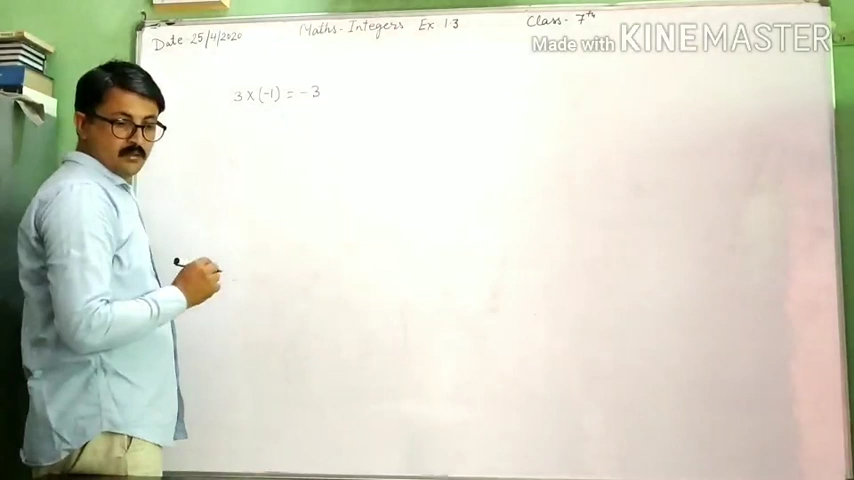 Date-25/4/2020 Maths-Integers Ex 1.3 Class-7th
Made with KINEMASTER
3 × (-1) = -3